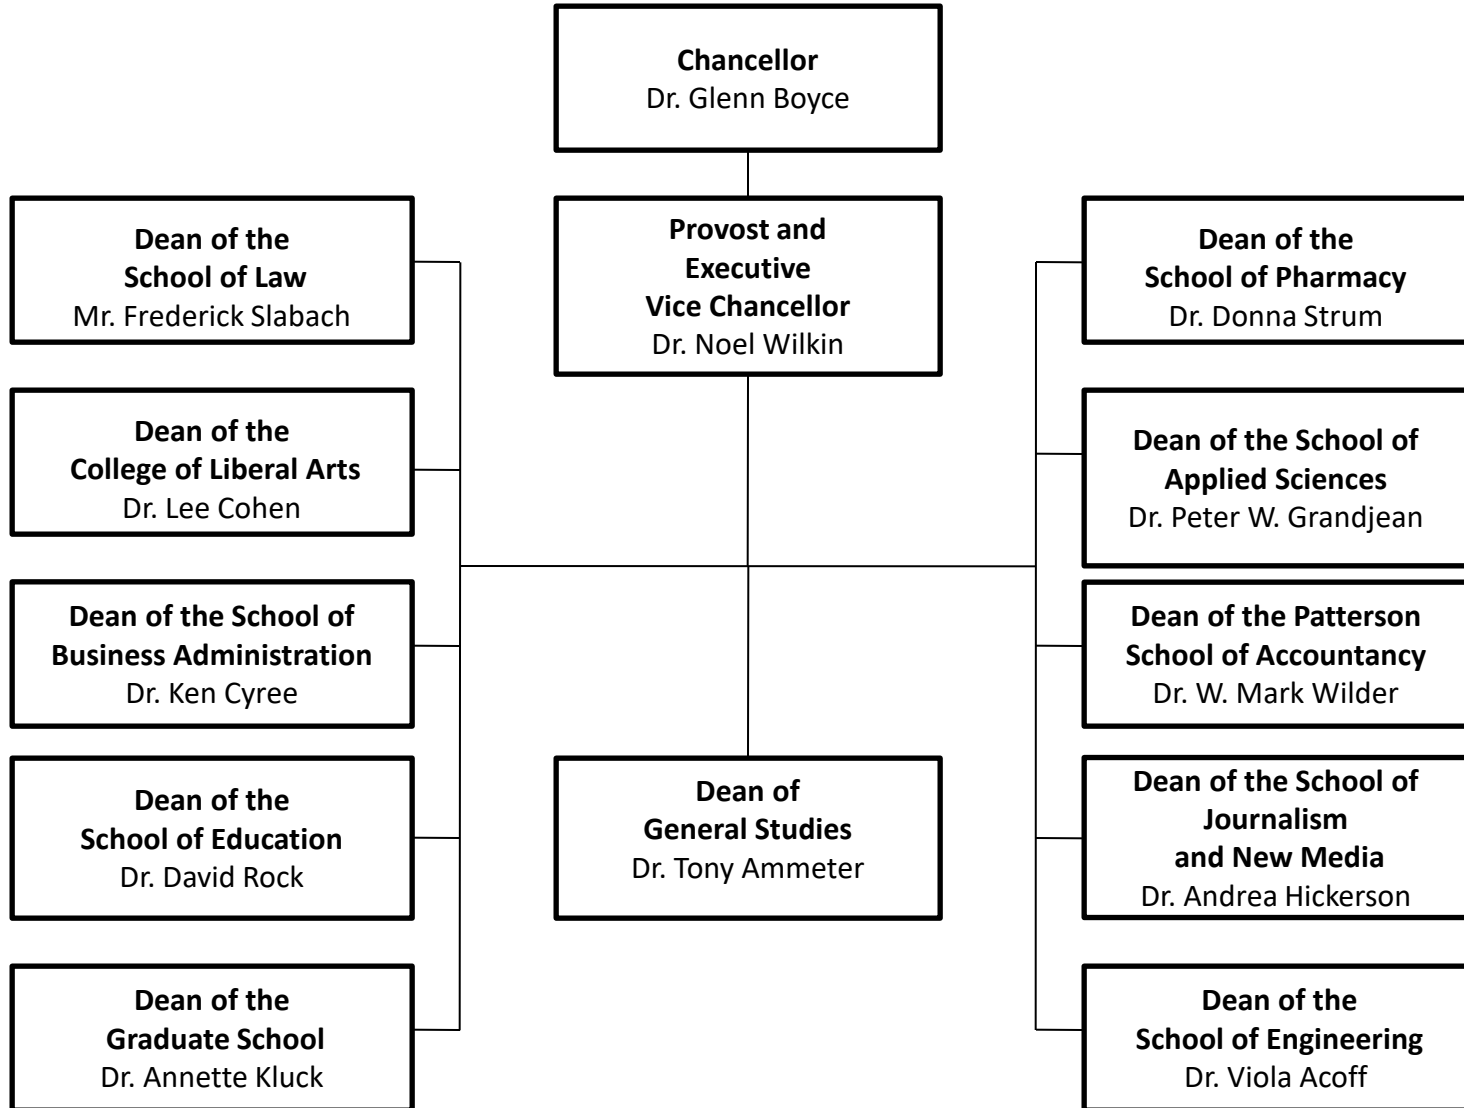 Chancellor
Dr. Glenn Boyce
Dean of the
School of Law
Mr. Frederick Slabach
Provost and
Executive
Vice Chancellor
Dr. Noel Wilkin
Dean of the
School of Pharmacy
Dr. Donna Strum
Dean of the
College of Liberal Arts
Dr. Lee Cohen
Dean of the School of
Applied Sciences
Dr. Peter W. Grandjean
Dean of the School of
Business Administration
Dr. Ken Cyree
Dean of the Patterson
School of Accountancy
Dr. W. Mark Wilder
Dean of the
School of Education
Dr. David Rock
Dean of
General Studies
Dr. Tony Ammeter
Dean of the School of
Journalism
and New Media
Dr. Andrea Hickerson
Dean of the
Graduate School
Dr. Annette Kluck
Dean of the
School of Engineering
Dr. Viola Acoff